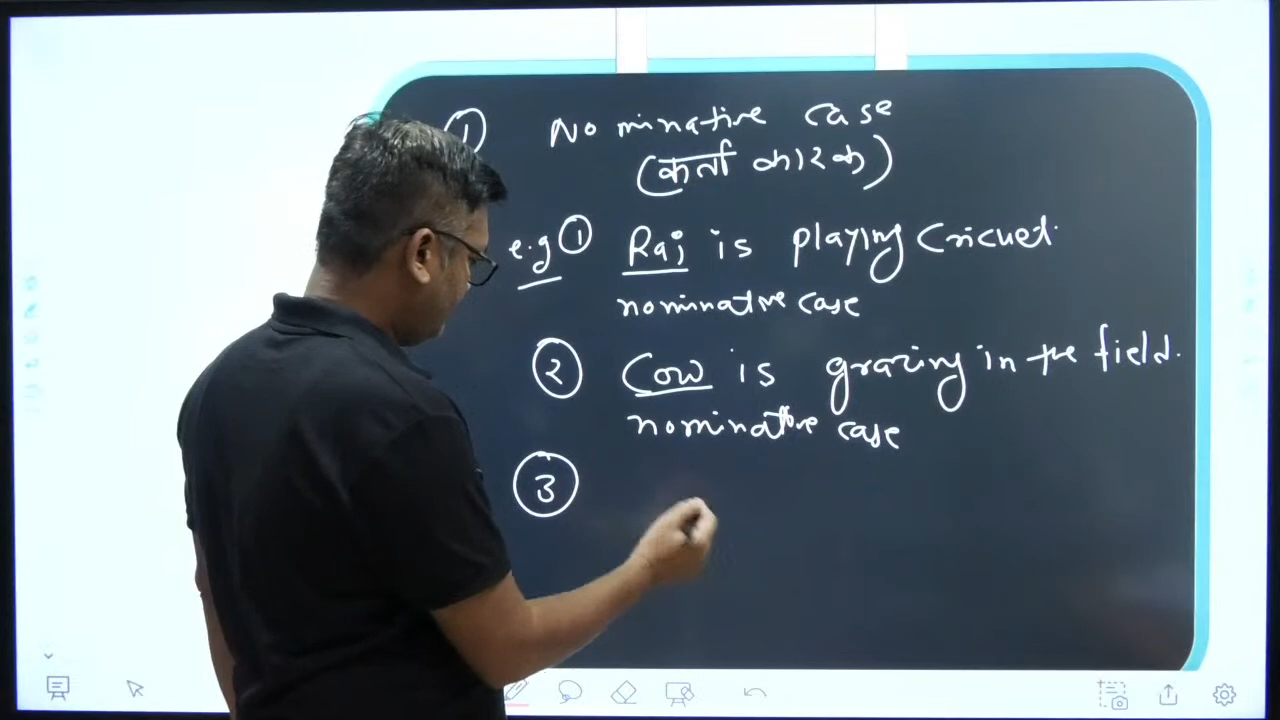 ① Nominative case
(कर्ता कारक)
e.g ① Raj is playing Cricket.
nominative case
② Cow is grazing in the field.
nominative case
③